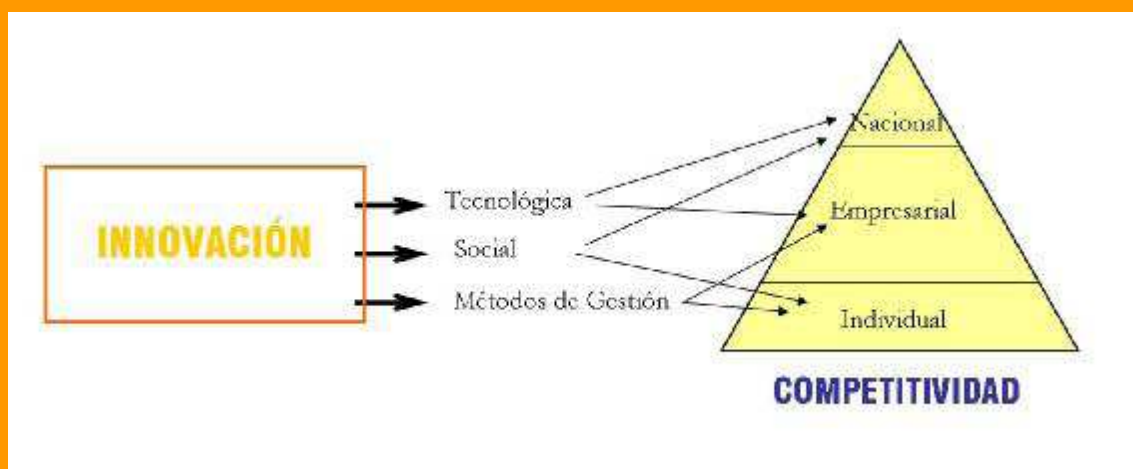 INNOVACIÓN
Tecnológica
Social
Métodos de Gestión
Nacional
Empresarial
Individual
COMPETITIVIDAD